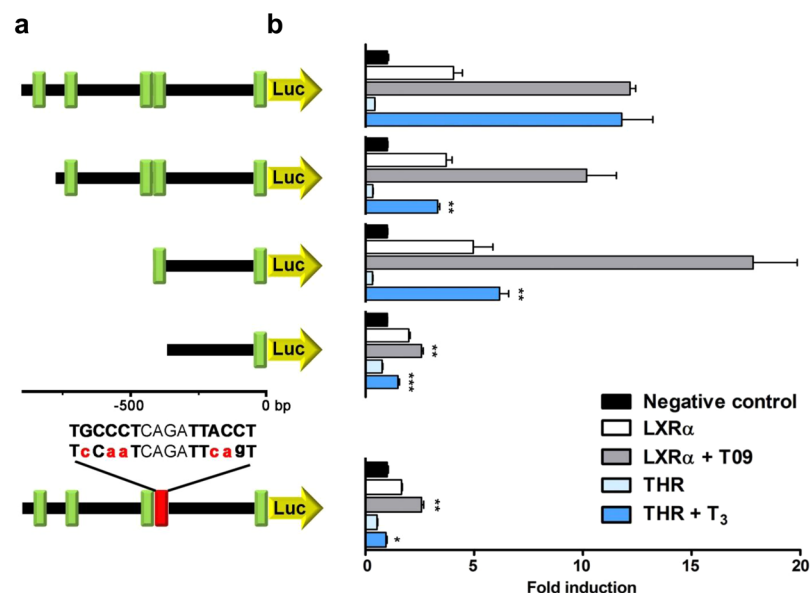 a
b
Luc
Luc
**
Luc
**
Luc
**
***
-500
0 bp
TGCCCTCAGATTACCT
TcCaaTCAGATTcagT
Luc
**
*
Negative control
LXRα
LXRα + T09
THR
THR + T₃
0
5
10
15
20
Fold induction